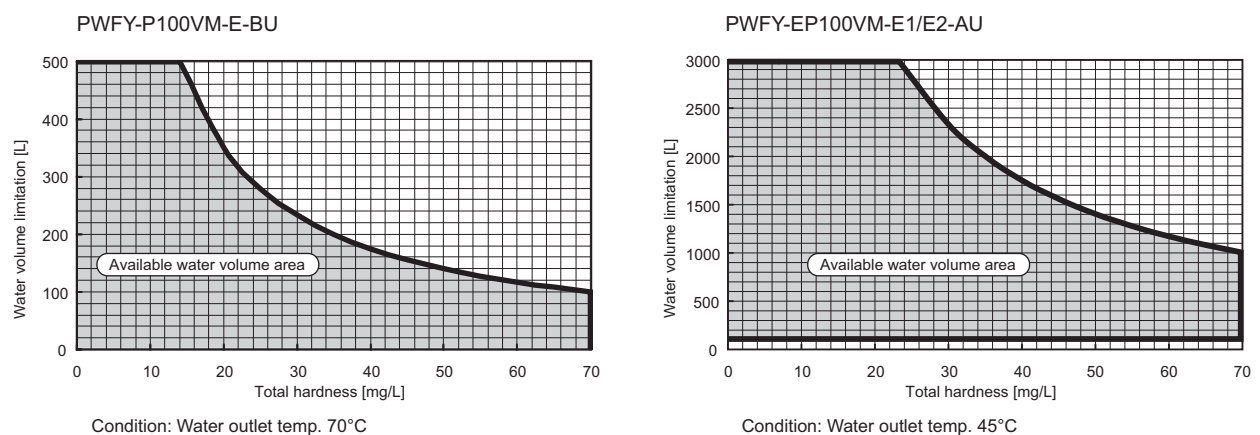 PWFY-P100VM-E-BU
500
400
300
200
100
0
Water volume limitation [L]
Available water volume area
0 10 20 30 40 50 60 70
Total hardness [mg/L]
Condition: Water outlet temp. 70°C
PWFY-EP100VM-E1/E2-AU
3000
2500
2000
1500
1000
500
0
Water volume limitation [L]
Available water volume area
0 10 20 30 40 50 60 70
Total hardness [mg/L]
Condition: Water outlet temp. 45°C